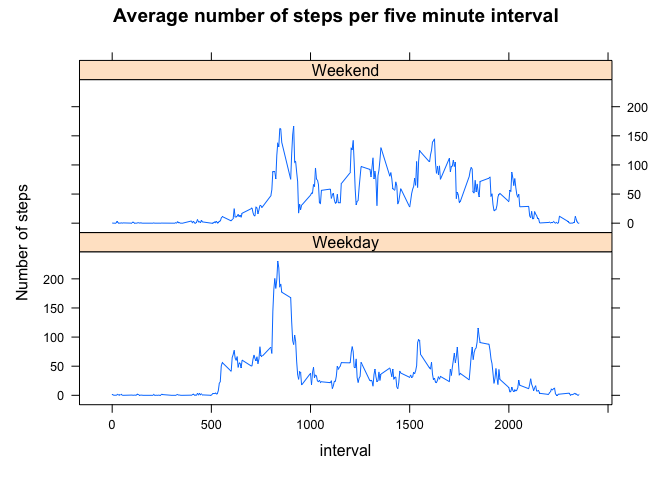 Average number of steps per five minute interval
Weekend
200
150
100
50
0
Number of steps
Weekday
200
150
100
50
0
0 500 1000 1500 2000
interval